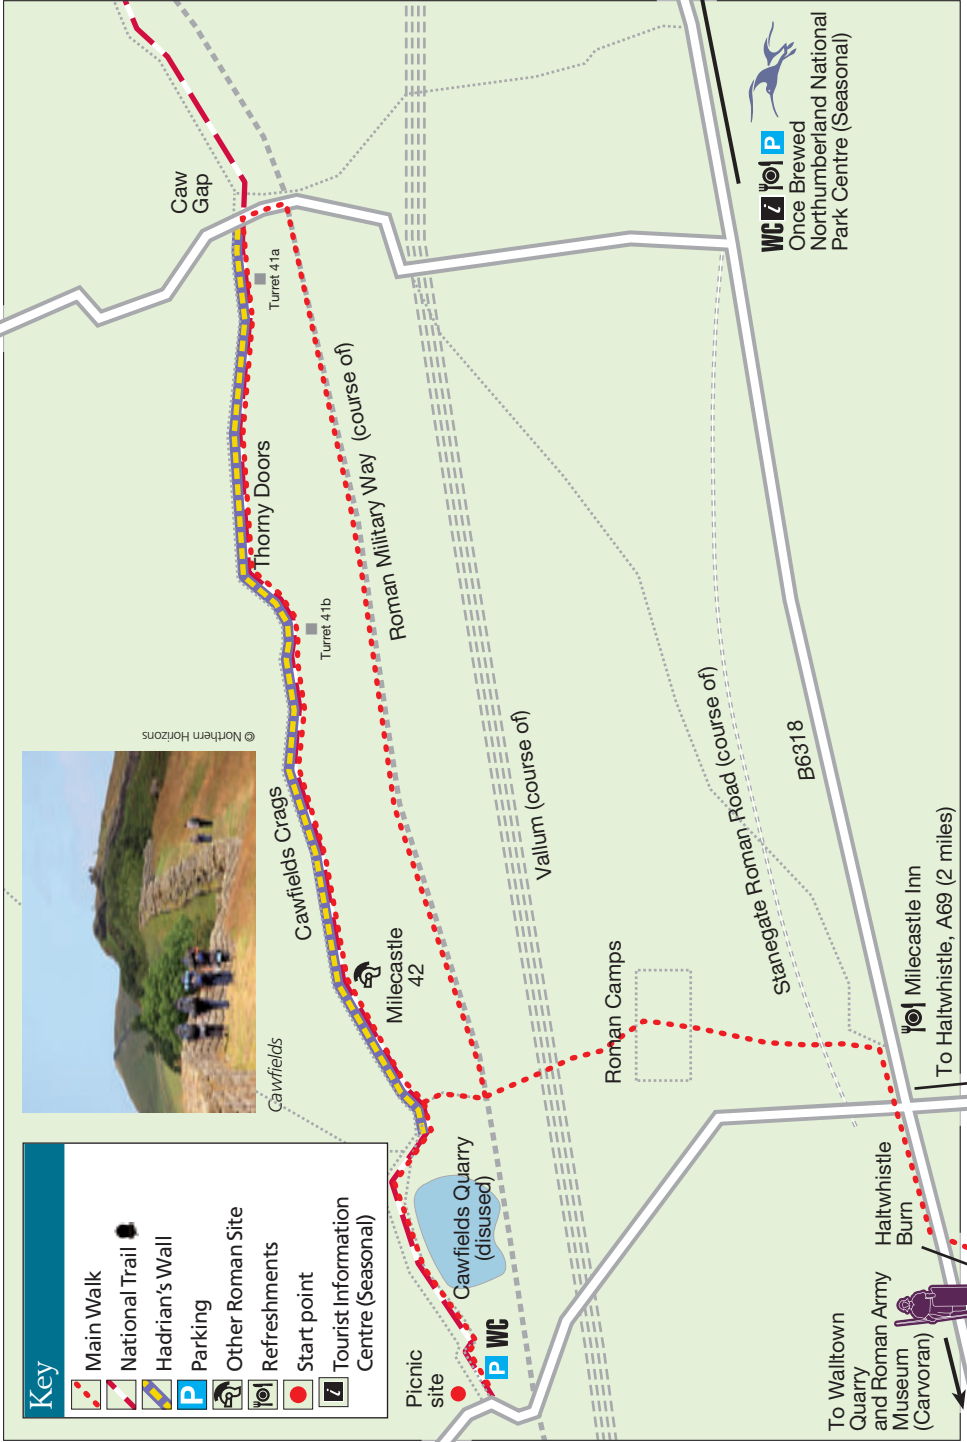 Key
Main Walk
National Trail
Hadrian's Wall
Parking
Other Roman Site
Refreshments
Start point
Tourist Information
Centre (Seasonal)
P
i
Cawfields
© Northern Horizons
Caw
Gap
Turret 41a
Thorny Doors
Turret 41b
Cawfields Crags
Milecastle
42
Roman Military Way (course of)
Vallum (course of)
Roman Camps
Stanegate Roman Road (course of)
B6318
Cawfields Quarry
(disused)
Picnic
site
P WC
WC i P
Once Brewed
Northumberland National
Park Centre (Seasonal)
Milecastle Inn
To Haltwhistle, A69 (2 miles)
Haltwhistle
Burn
To Walltown
Quarry
and Roman Army
Museum
(Carvoran)